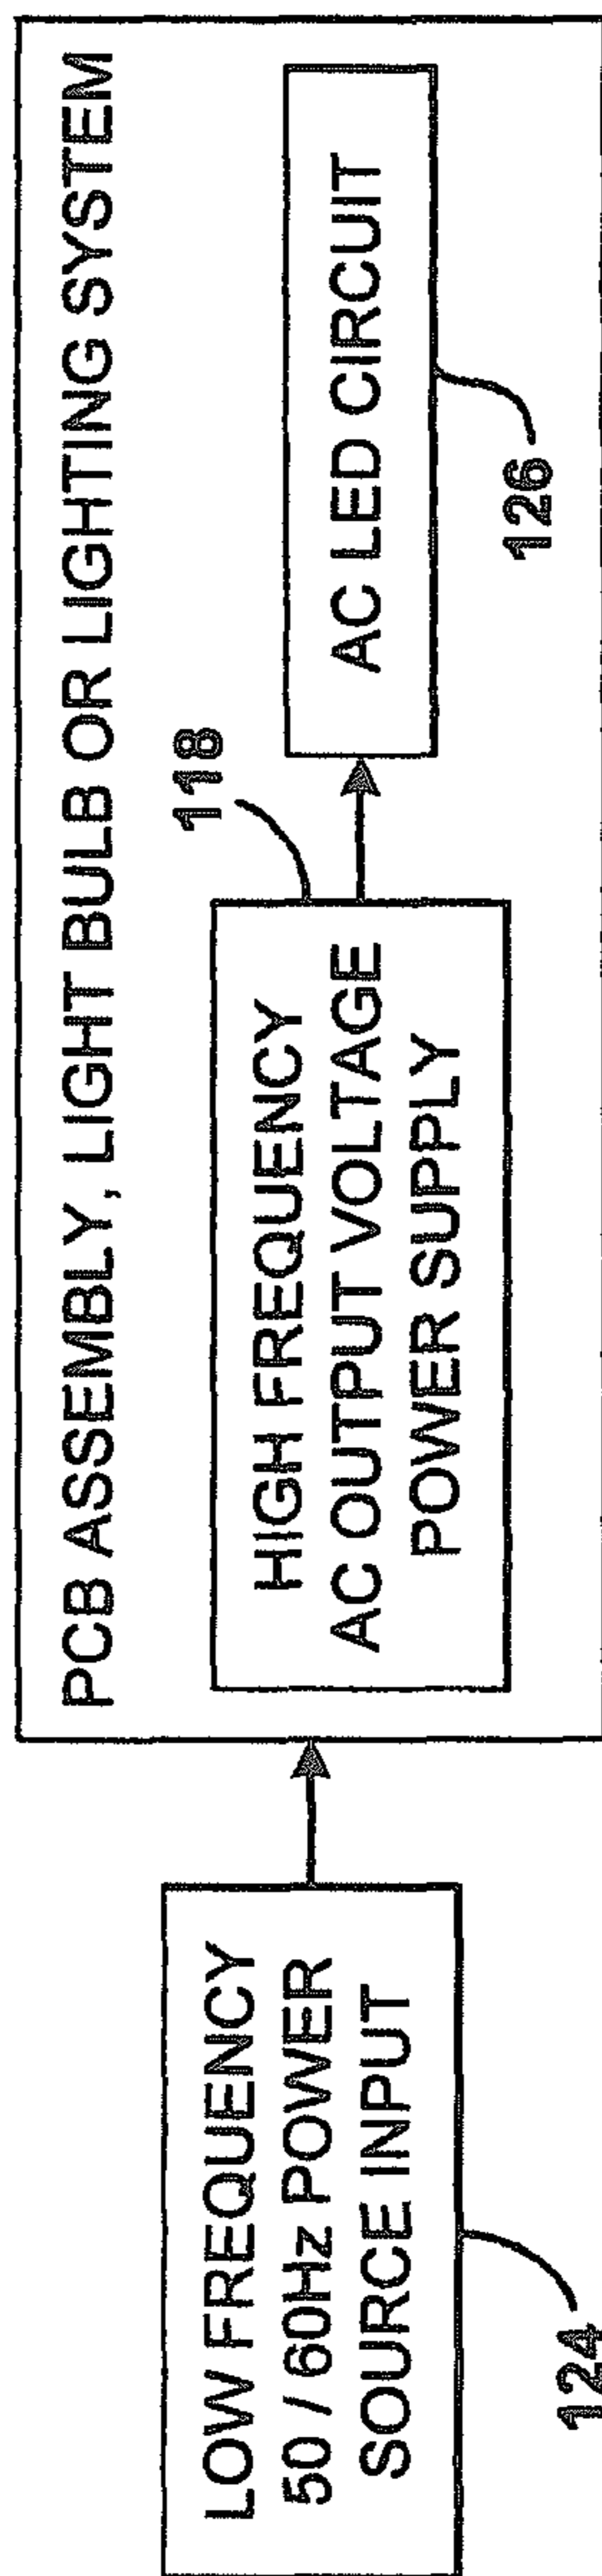 PCB ASSEMBLY, LIGHT BULB OR LIGHTING SYSTEM
LOW FREQUENCY
50 / 60Hz POWER
SOURCE INPUT
124
HIGH FREQUENCY
AC OUTPUT VOLTAGE
POWER SUPPLY
118
AC LED CIRCUIT
126